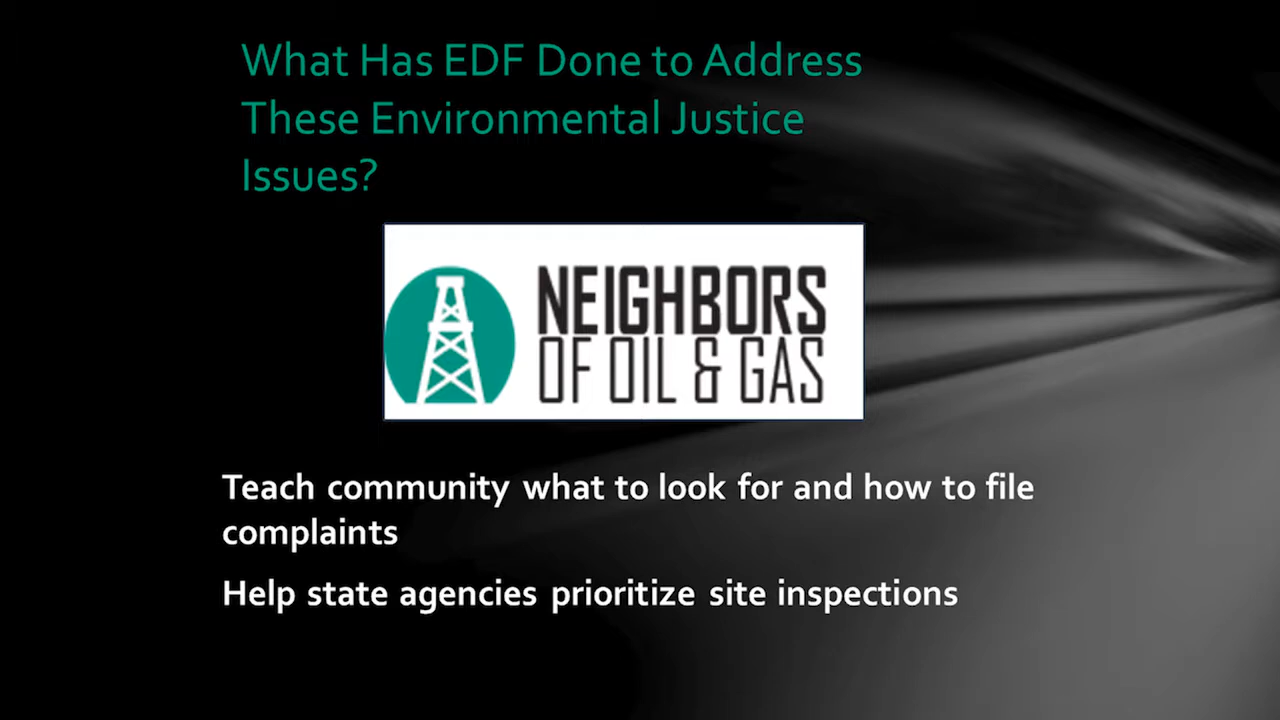 What Has EDF Done to Address
These Environmental Justice
Issues?
NEIGHBORS
OF OIL & GAS
Teach community what to look for and how to file
complaints
Help state agencies prioritize site inspections